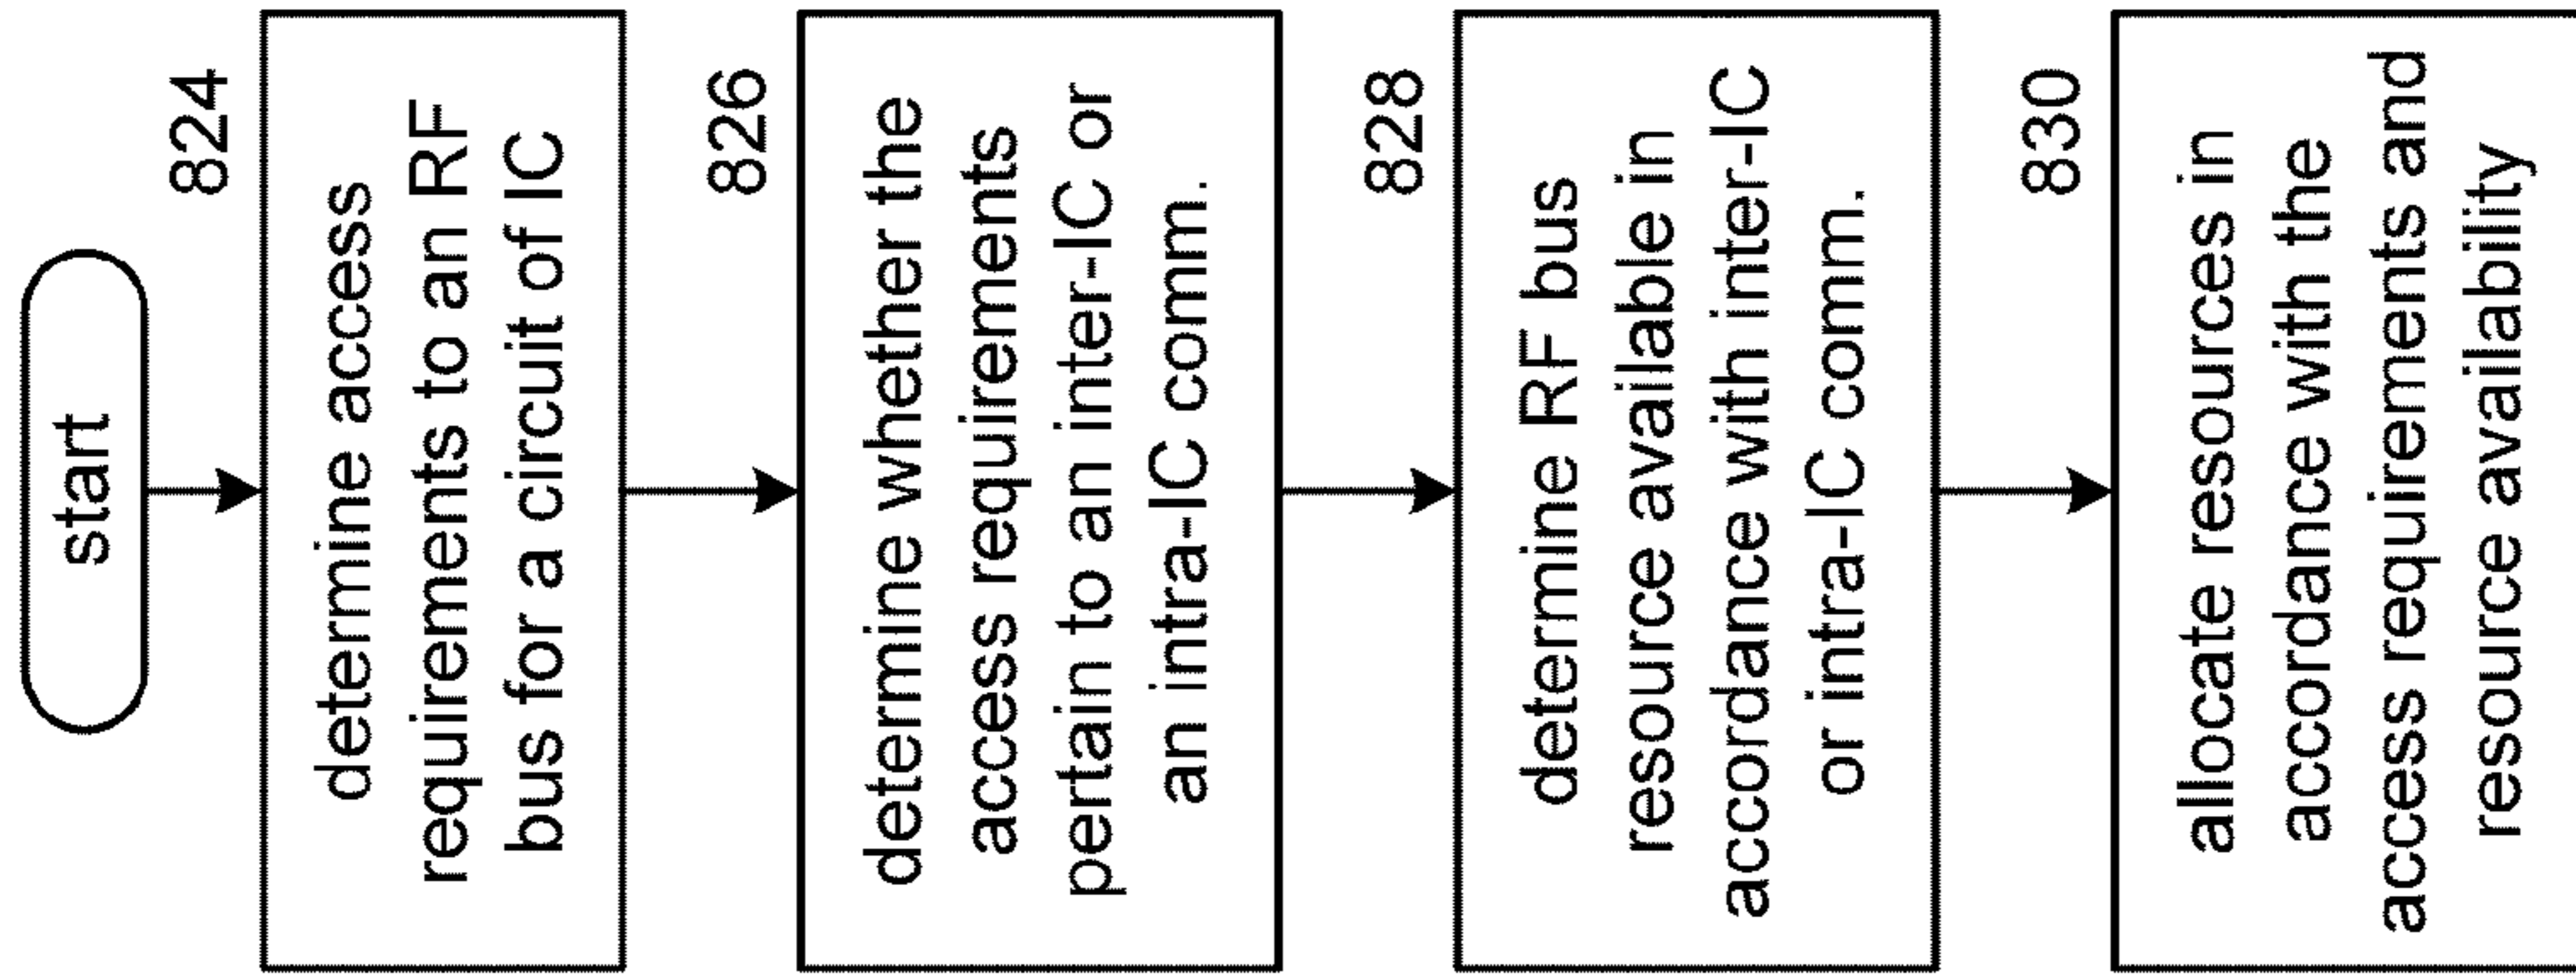 start
824
determine access
requirements to an RF
bus for a circuit of IC
826
determine whether the
access requirements
pertain to an inter-IC or
an intra-IC comm.
828
determine RF bus
resource available in
accordance with inter-IC
or intra-IC comm.
830
allocate resources in
accordance with the
access requirements and
resource availability